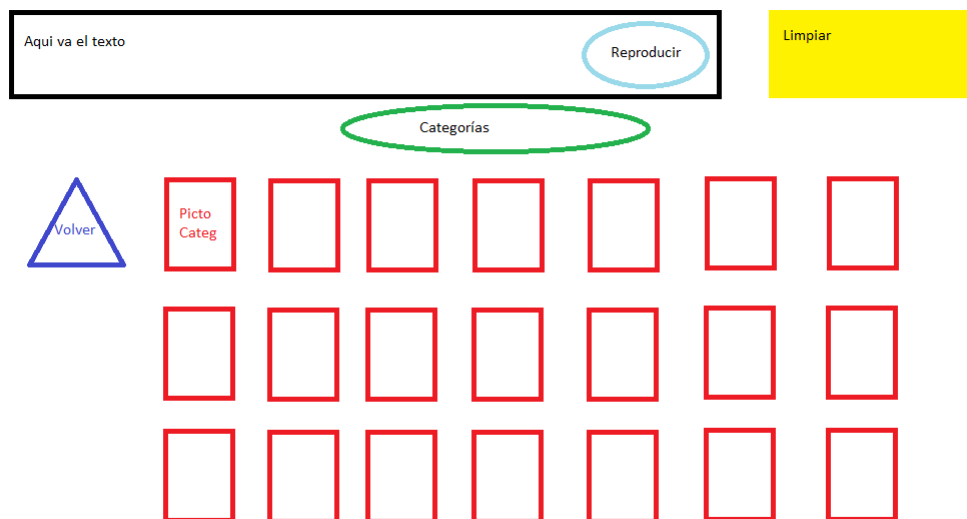 Aqui va el texto
Reproducir
Limpiar
Categorías
Volver
Picto
Categ